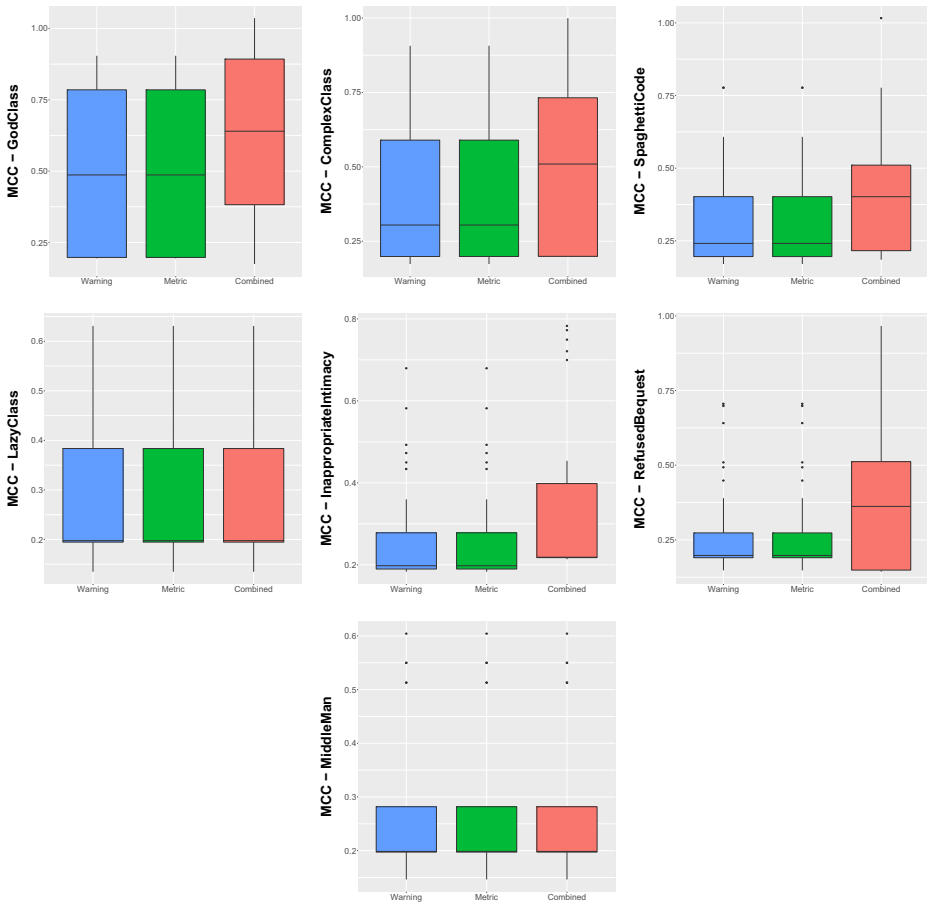 MCC − GodClass
1.00
0.75
0.50
0.25
Warning Metric Combined
MCC − ComplexClass
1.00
0.75
0.50
0.25
Warning Metric Combined
MCC − SpaghettiCode
1.00
0.75
0.50
0.25
Warning Metric Combined
MCC − LazyClass
0.6
0.5
0.4
0.3
0.2
Warning Metric Combined
MCC − InappropriateIntimacy
0.8
0.6
0.4
0.2
Warning Metric Combined
MCC − RefusedBequest
1.00
0.75
0.50
0.25
Warning Metric Combined
MCC − MiddleMan
0.6
0.5
0.4
0.3
0.2
Warning Metric Combined